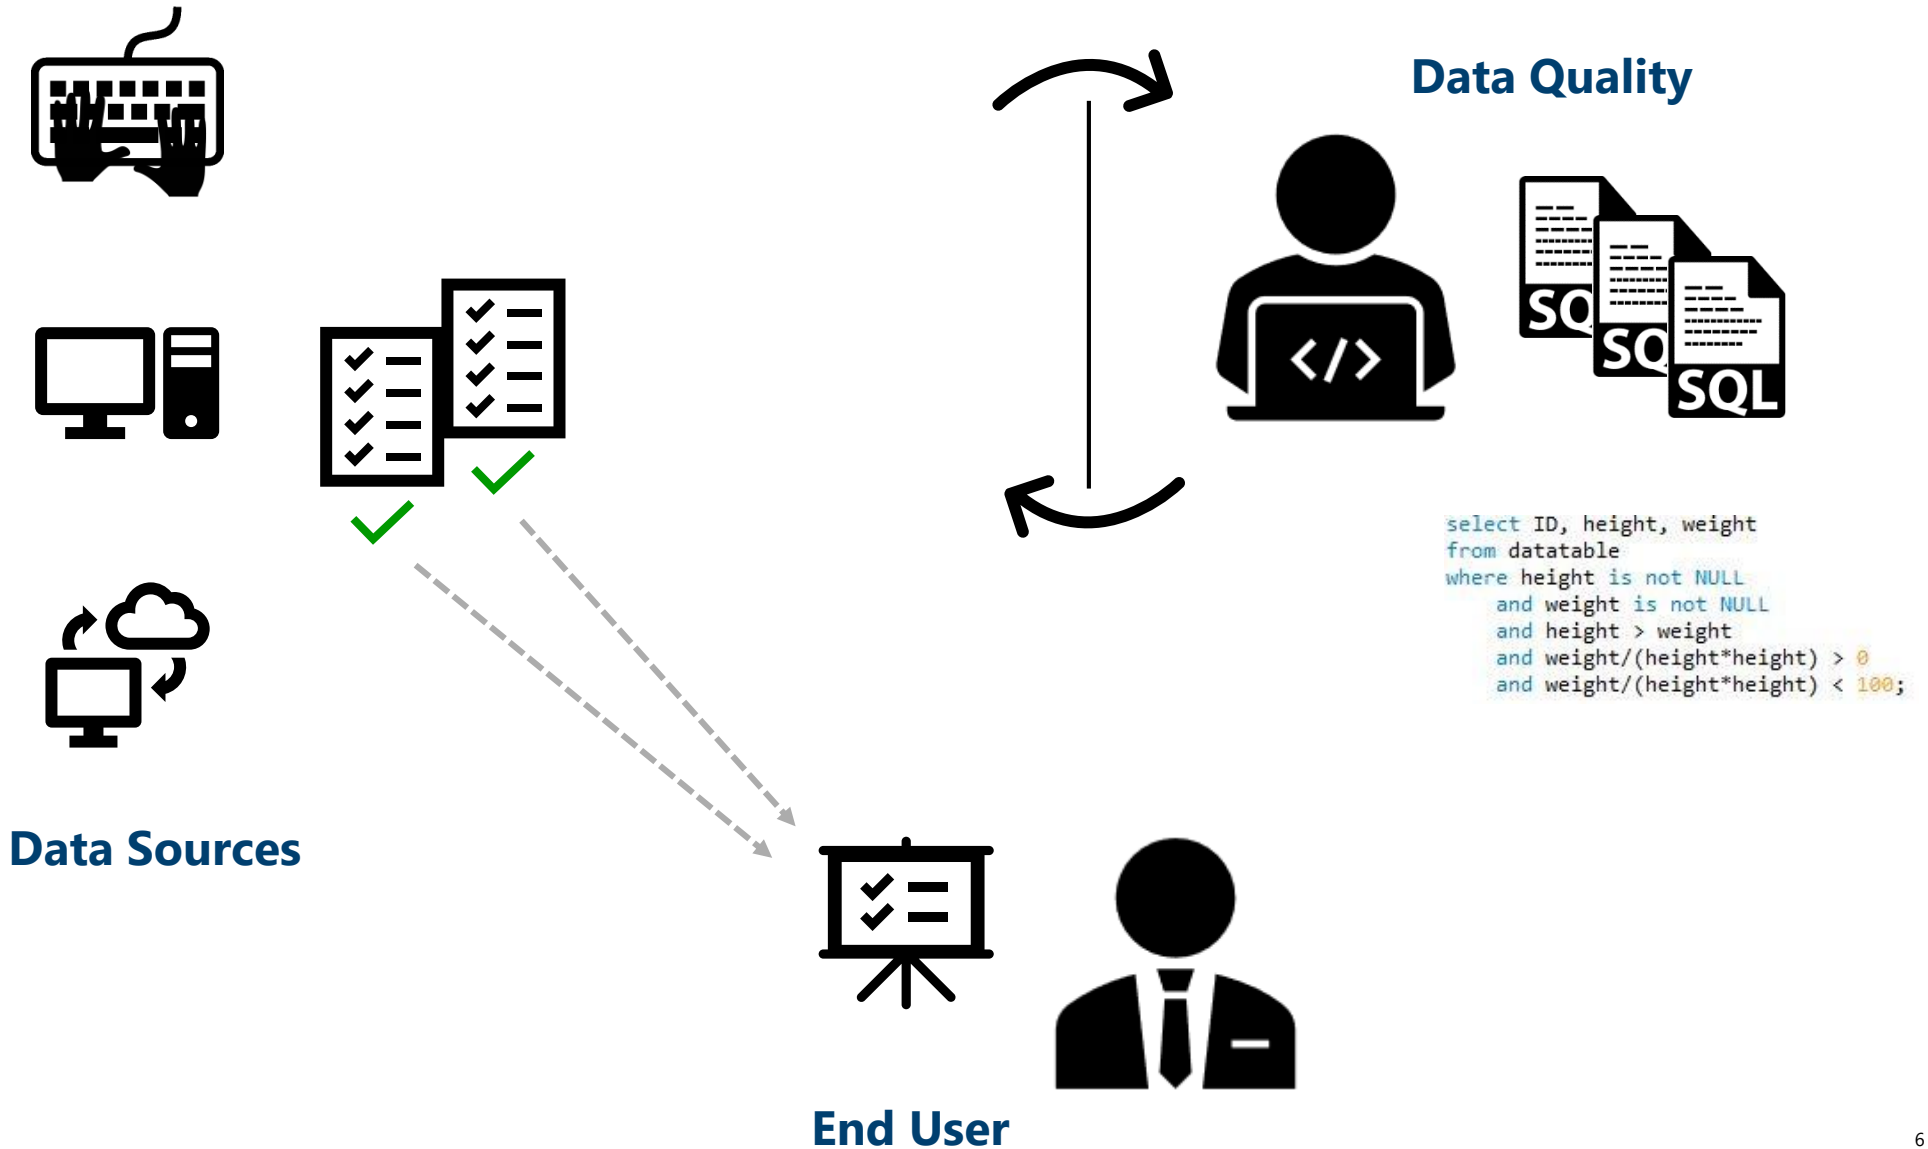 Data Quality
SQ
SQ
SQL
</>
select ID, height, weight
from datatable
where height is not NULL
    and weight is not NULL
    and height > weight
    and weight/(height*height) > 0
    and weight/(height*height) < 100;
Data Sources
End User
6